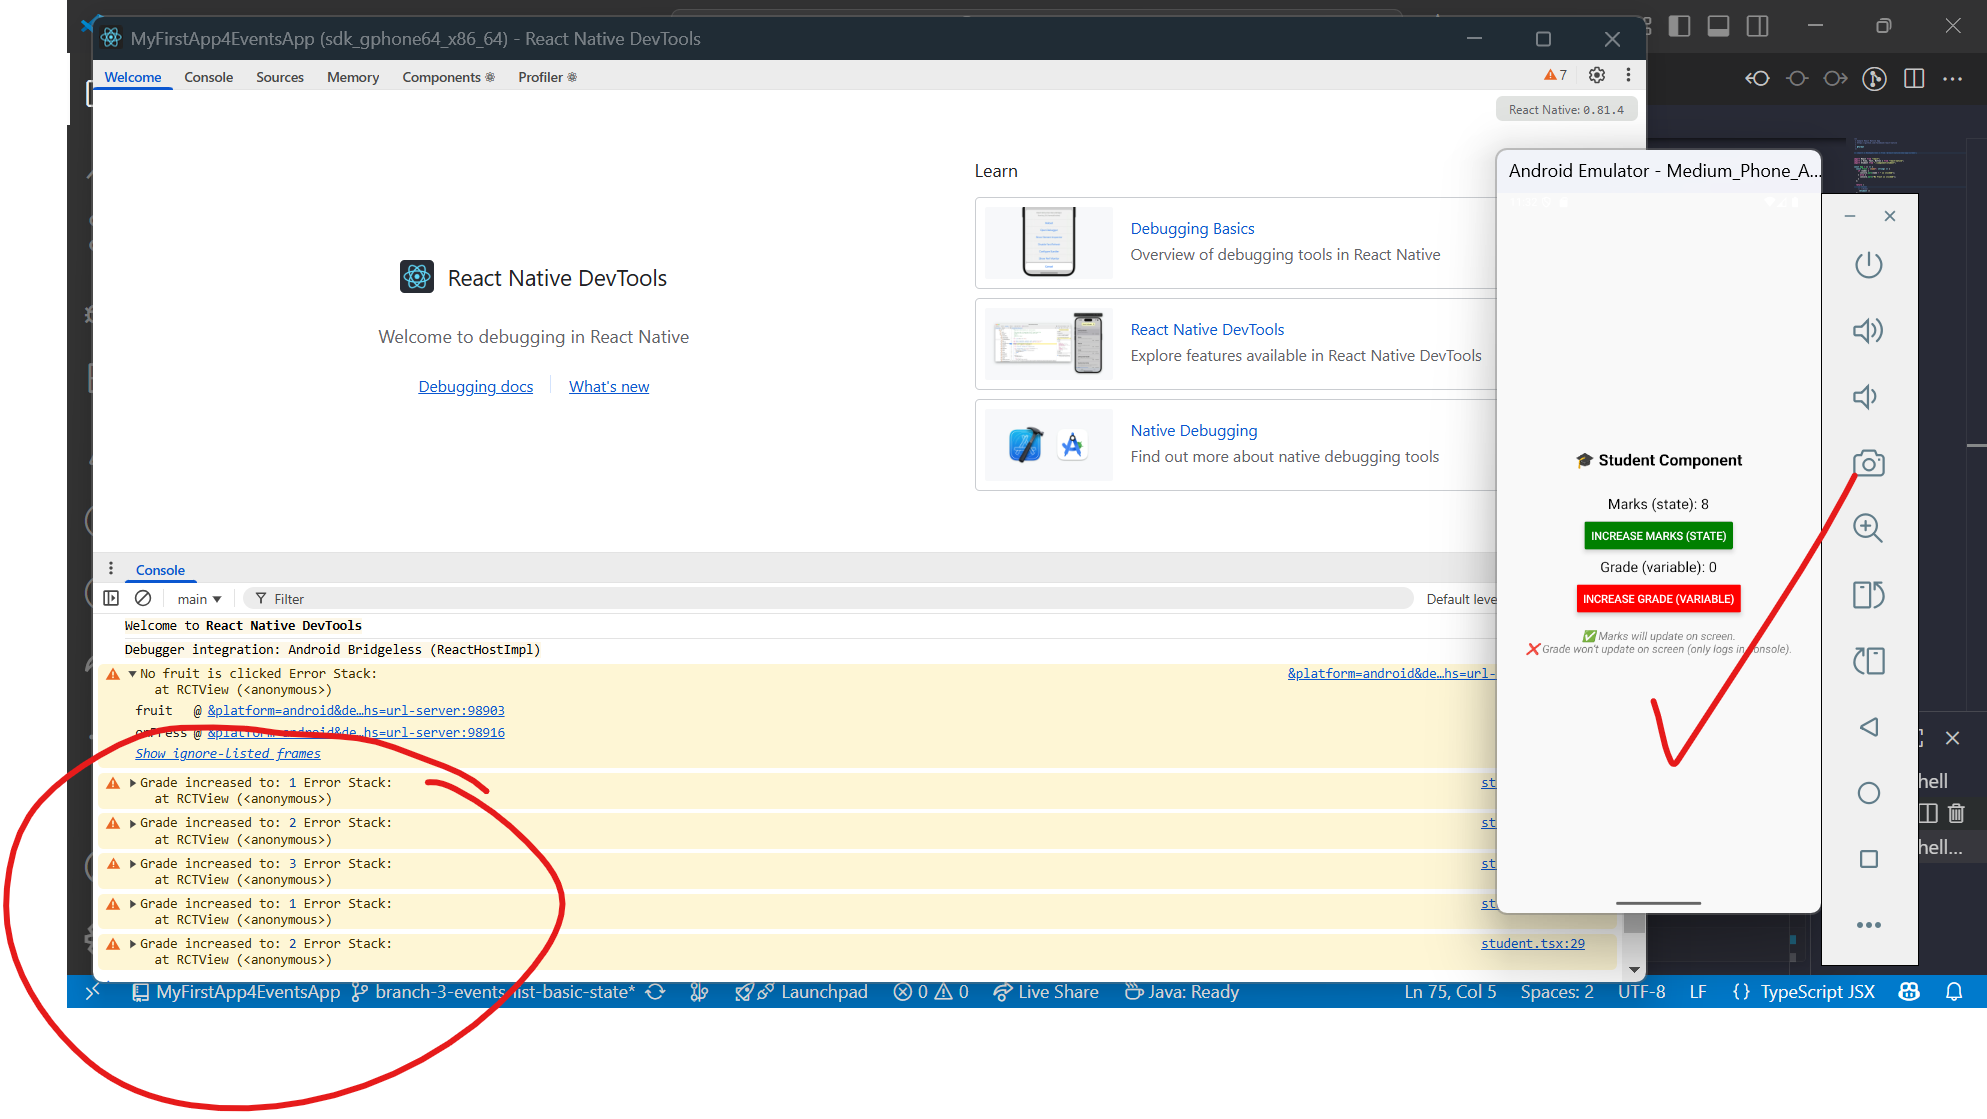 MyFirstApp4EventsApp (sdk_gphone64_x86_64) - React Native DevTools
Welcome Console Sources Memory Components Profiler 7
React Native: 0.81.4
React Native DevTools
Welcome to debugging in React Native
Debugging docs What's new
Learn
Debugging Basics
Overview of debugging tools in React Native
React Native DevTools
Explore features available in React Native DevTools
Native Debugging
Find out more about native debugging tools
Console
main Filter Default leve
Welcome to React Native DevTools
Debugger integration: Android Bridgeless (ReactHostImpl)
No fruit is clicked Error Stack: &platform=android&de…hs=url-
at RCTView (<anonymous>)
fruit @ &platform=android&de…hs=url-server:98903
onPress @ &platform=android&de…hs=url-server:98916
Show ignore-listed frames
Grade increased to: 1 Error Stack: st
at RCTView (<anonymous>)
Grade increased to: 2 Error Stack: st
at RCTView (<anonymous>)
Grade increased to: 3 Error Stack: st
at RCTView (<anonymous>)
Grade increased to: 1 Error Stack: st
at RCTView (<anonymous>)
Grade increased to: 2 Error Stack: student.tsx:29
at RCTView (<anonymous>)
Android Emulator - Medium_Phone_A...
🎓 Student Component
Marks (state): 8
INCREASE MARKS (STATE)
Grade (variable): 0
INCREASE GRADE (VARIABLE)
✅ Marks will update on screen.
❌ Grade won't update on screen (only logs in console).
hell
hell...
MyFirstApp4EventsApp branch-3-events-list-basic-state* Launchpad 0 0 Live Share Java: Ready Ln 75, Col 5 Spaces: 2 UTF-8 LF {} TypeScript JSX